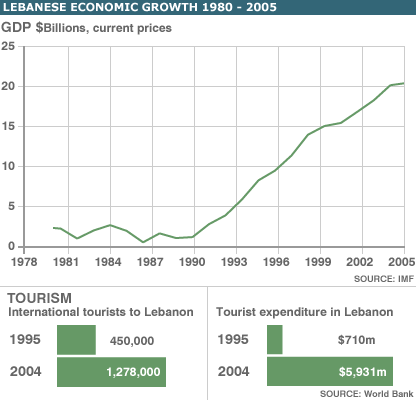 LEBANESE ECONOMIC GROWTH 1980 - 2005
GDP $Billions, current prices
25
20
15
10
5
0
1978 1981 1984 1987 1990 1993 1996 1999 2002 2005
SOURCE: IMF
TOURISM
International tourists to Lebanon
1995 450,000
2004 1,278,000
Tourist expenditure in Lebanon
1995 $710m
2004 $5,931m
SOURCE: World Bank